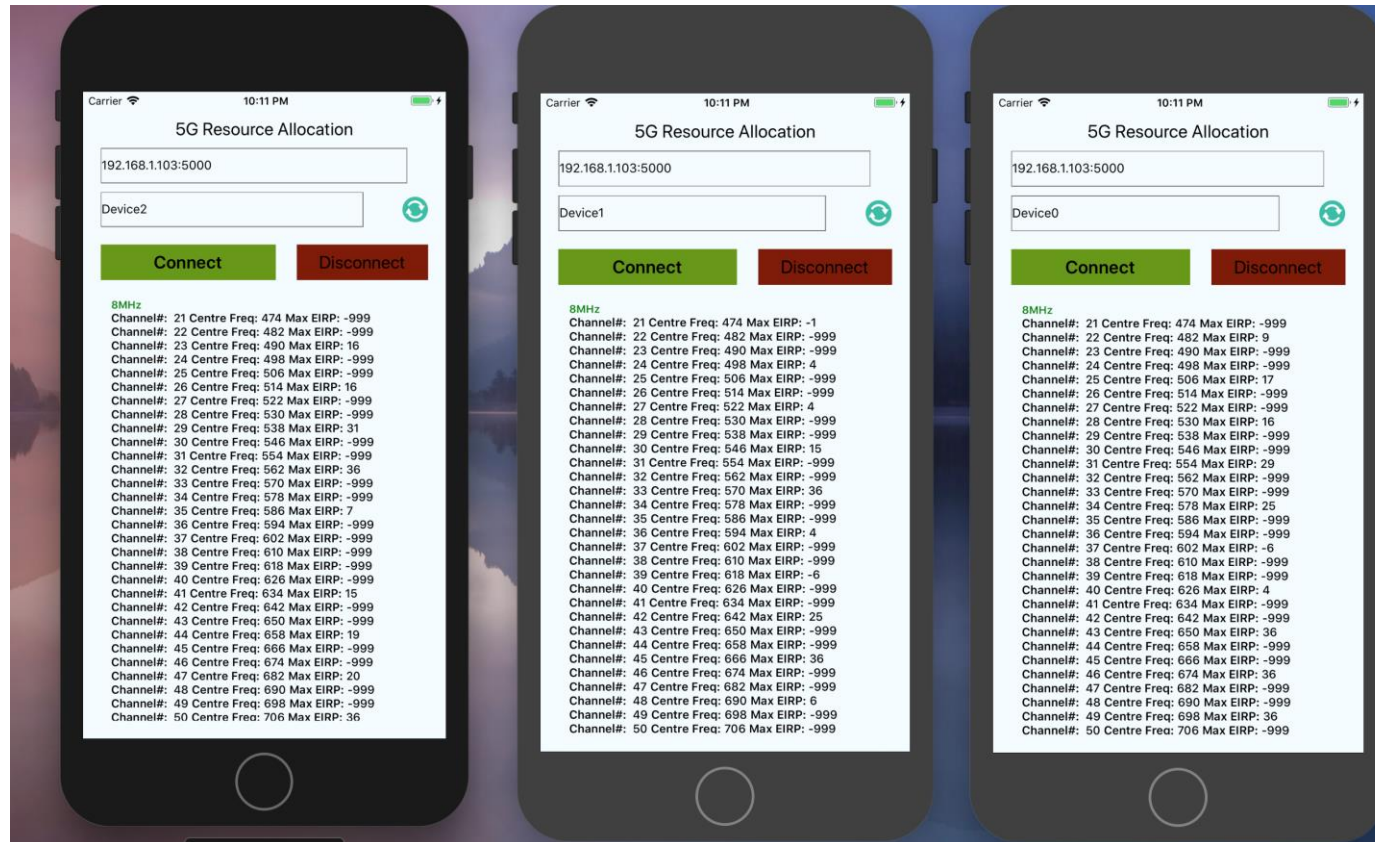 Carrier 10:11 PM
5G Resource Allocation
192.168.1.103:5000
Device2
Connect Disconnect
8MHz
Channel#: 21 Centre Freq: 474 Max EIRP: -999
Channel#: 22 Centre Freq: 482 Max EIRP: -999
Channel#: 23 Centre Freq: 490 Max EIRP: 16
Channel#: 24 Centre Freq: 498 Max EIRP: -999
Channel#: 25 Centre Freq: 506 Max EIRP: -999
Channel#: 26 Centre Freq: 514 Max EIRP: 16
Channel#: 27 Centre Freq: 522 Max EIRP: -999
Channel#: 28 Centre Freq: 530 Max EIRP: -999
Channel#: 29 Centre Freq: 538 Max EIRP: 31
Channel#: 30 Centre Freq: 546 Max EIRP: -999
Channel#: 31 Centre Freq: 554 Max EIRP: -999
Channel#: 32 Centre Freq: 562 Max EIRP: 36
Channel#: 33 Centre Freq: 570 Max EIRP: -999
Channel#: 34 Centre Freq: 578 Max EIRP: -999
Channel#: 35 Centre Freq: 586 Max EIRP: 7
Channel#: 36 Centre Freq: 594 Max EIRP: -999
Channel#: 37 Centre Freq: 602 Max EIRP: -999
Channel#: 38 Centre Freq: 610 Max EIRP: -999
Channel#: 39 Centre Freq: 618 Max EIRP: -999
Channel#: 40 Centre Freq: 626 Max EIRP: -999
Channel#: 41 Centre Freq: 634 Max EIRP: 15
Channel#: 42 Centre Freq: 642 Max EIRP: -999
Channel#: 43 Centre Freq: 650 Max EIRP: -999
Channel#: 44 Centre Freq: 658 Max EIRP: 19
Channel#: 45 Centre Freq: 666 Max EIRP: -999
Channel#: 46 Centre Freq: 674 Max EIRP: -999
Channel#: 47 Centre Freq: 682 Max EIRP: 20
Channel#: 48 Centre Freq: 690 Max EIRP: -999
Channel#: 49 Centre Freq: 698 Max EIRP: -999
Channel#: 50 Centre Freq: 706 Max EIRP: 36
Carrier 10:11 PM
5G Resource Allocation
192.168.1.103:5000
Device1
Connect Disconnect
8MHz
Channel#: 21 Centre Freq: 474 Max EIRP: -1
Channel#: 22 Centre Freq: 482 Max EIRP: -999
Channel#: 23 Centre Freq: 490 Max EIRP: -999
Channel#: 24 Centre Freq: 498 Max EIRP: 4
Channel#: 25 Centre Freq: 506 Max EIRP: -999
Channel#: 26 Centre Freq: 514 Max EIRP: -999
Channel#: 27 Centre Freq: 522 Max EIRP: 4
Channel#: 28 Centre Freq: 530 Max EIRP: -999
Channel#: 29 Centre Freq: 538 Max EIRP: -999
Channel#: 30 Centre Freq: 546 Max EIRP: 15
Channel#: 31 Centre Freq: 554 Max EIRP: -999
Channel#: 32 Centre Freq: 562 Max EIRP: -999
Channel#: 33 Centre Freq: 570 Max EIRP: 36
Channel#: 34 Centre Freq: 578 Max EIRP: -999
Channel#: 35 Centre Freq: 586 Max EIRP: -999
Channel#: 36 Centre Freq: 594 Max EIRP: 4
Channel#: 37 Centre Freq: 602 Max EIRP: -999
Channel#: 38 Centre Freq: 610 Max EIRP: -999
Channel#: 39 Centre Freq: 618 Max EIRP: -6
Channel#: 40 Centre Freq: 626 Max EIRP: -999
Channel#: 41 Centre Freq: 634 Max EIRP: -999
Channel#: 42 Centre Freq: 642 Max EIRP: 25
Channel#: 43 Centre Freq: 650 Max EIRP: -999
Channel#: 44 Centre Freq: 658 Max EIRP: -999
Channel#: 45 Centre Freq: 666 Max EIRP: 36
Channel#: 46 Centre Freq: 674 Max EIRP: -999
Channel#: 47 Centre Freq: 682 Max EIRP: -999
Channel#: 48 Centre Freq: 690 Max EIRP: 6
Channel#: 49 Centre Freq: 698 Max EIRP: -999
Channel#: 50 Centre Freq: 706 Max EIRP: -999
Carrier 10:11 PM
5G Resource Allocation
192.168.1.103:5000
Device0
Connect Disconnect
8MHz
Channel#: 21 Centre Freq: 474 Max EIRP: -999
Channel#: 22 Centre Freq: 482 Max EIRP: 9
Channel#: 23 Centre Freq: 490 Max EIRP: -999
Channel#: 24 Centre Freq: 498 Max EIRP: -999
Channel#: 25 Centre Freq: 506 Max EIRP: 17
Channel#: 26 Centre Freq: 514 Max EIRP: -999
Channel#: 27 Centre Freq: 522 Max EIRP: -999
Channel#: 28 Centre Freq: 530 Max EIRP: 16
Channel#: 29 Centre Freq: 538 Max EIRP: -999
Channel#: 30 Centre Freq: 546 Max EIRP: -999
Channel#: 31 Centre Freq: 554 Max EIRP: 29
Channel#: 32 Centre Freq: 562 Max EIRP: -999
Channel#: 33 Centre Freq: 570 Max EIRP: -999
Channel#: 34 Centre Freq: 578 Max EIRP: 25
Channel#: 35 Centre Freq: 586 Max EIRP: -999
Channel#: 36 Centre Freq: 594 Max EIRP: -999
Channel#: 37 Centre Freq: 602 Max EIRP: -6
Channel#: 38 Centre Freq: 610 Max EIRP: -999
Channel#: 39 Centre Freq: 618 Max EIRP: -999
Channel#: 40 Centre Freq: 626 Max EIRP: 4
Channel#: 41 Centre Freq: 634 Max EIRP: -999
Channel#: 42 Centre Freq: 642 Max EIRP: -999
Channel#: 43 Centre Freq: 650 Max EIRP: 36
Channel#: 44 Centre Freq: 658 Max EIRP: -999
Channel#: 45 Centre Freq: 666 Max EIRP: -999
Channel#: 46 Centre Freq: 674 Max EIRP: 36
Channel#: 47 Centre Freq: 682 Max EIRP: -999
Channel#: 48 Centre Freq: 690 Max EIRP: -999
Channel#: 49 Centre Freq: 698 Max EIRP: 36
Channel#: 50 Centre Freq: 706 Max EIRP: -999